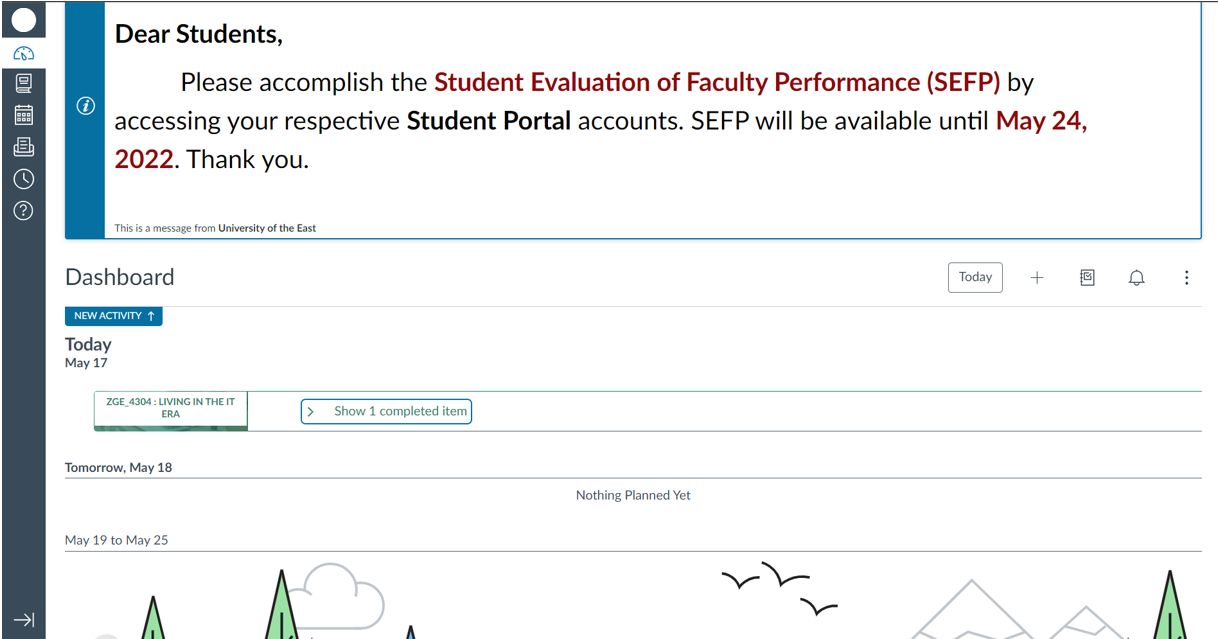 Dear Students,
Please accomplish the Student Evaluation of Faculty Performance (SEFP) by
accessing your respective Student Portal accounts. SEFP will be available until May 24,
2022. Thank you.
This is a message from University of the East
Dashboard
Today
NEW ACTIVITY ↑
Today
May 17
ZGE_4304 : LIVING IN THE IT
ERA
Show 1 completed item
Tomorrow, May 18
Nothing Planned Yet
May 19 to May 25